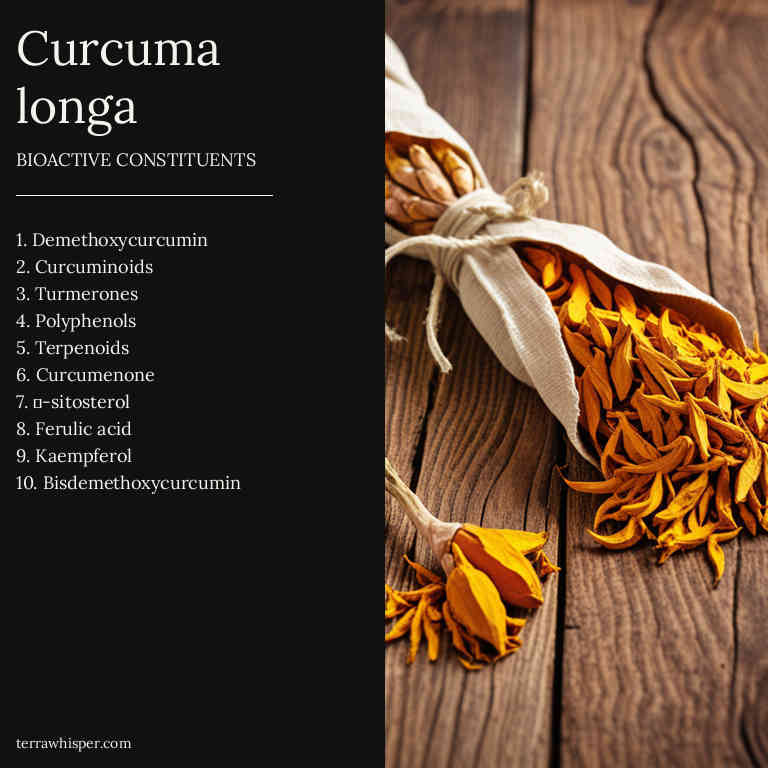 Curcuma
longa
BIOACTIVE CONSTITUENTS
1. Demethoxycurcumin
2. Curcuminoids
3. Turmerones
4. Polyphenols
5. Terpenoids
6. Curcumenone
7. □-sitosterol
8. Ferulic acid
9. Kaempferol
10. Bisdemethoxycurcumin
terrawhisper.com